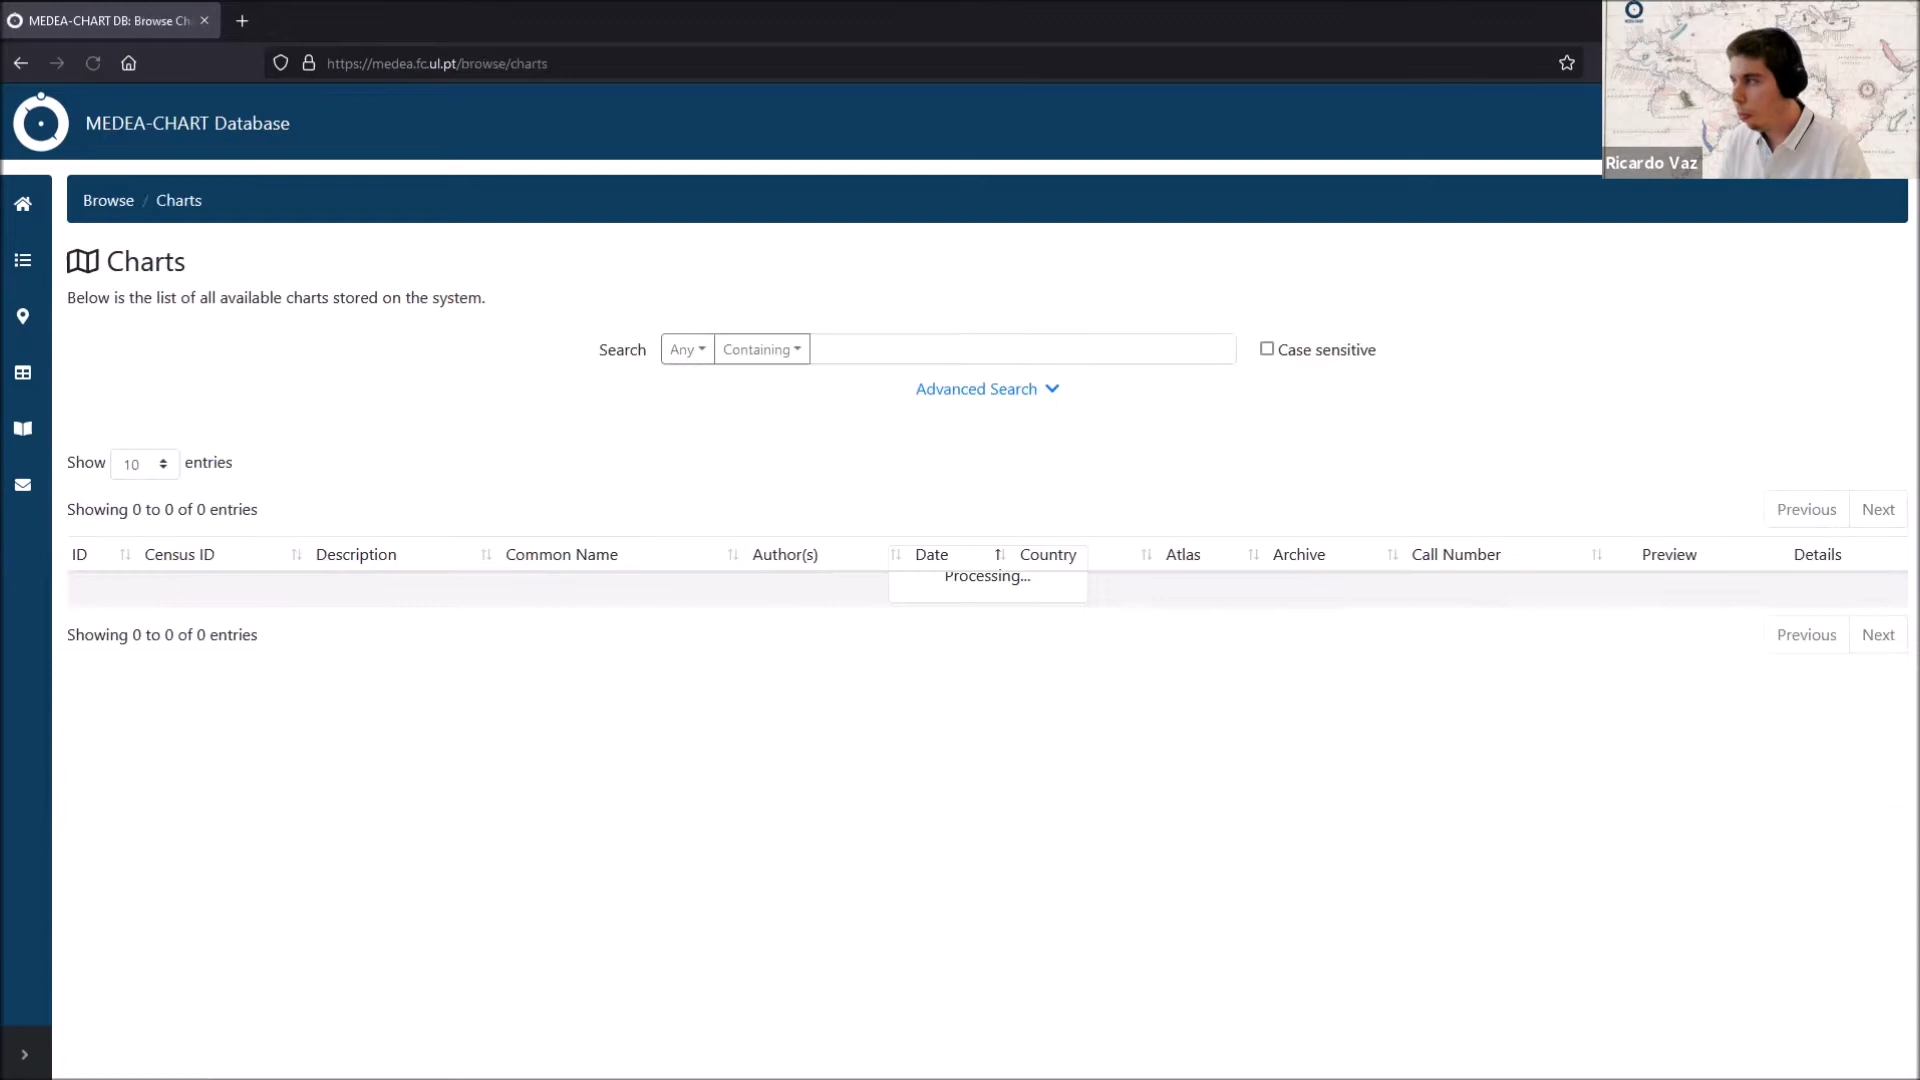 MEDEA-CHART DB: Browse Ch
https://medea.fc.ul.pt/browse/charts
MEDEA-CHART Database
Ricardo Vaz
Browse / Charts
Charts
Below is the list of all available charts stored on the system.
Search Any Containing Case sensitive
Advanced Search
Show 10 entries
Showing 0 to 0 of 0 entries Previous Next
ID Census ID Description Common Name Author(s) Date Country Atlas Archive Call Number Preview Details
Processing...
Showing 0 to 0 of 0 entries Previous Next